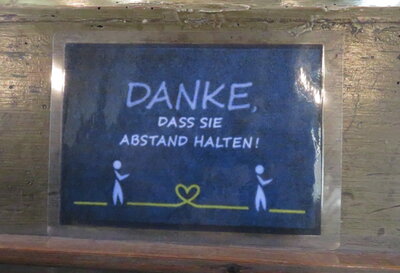 DANKE,
DASS SIE
ABSTAND HALTEN!